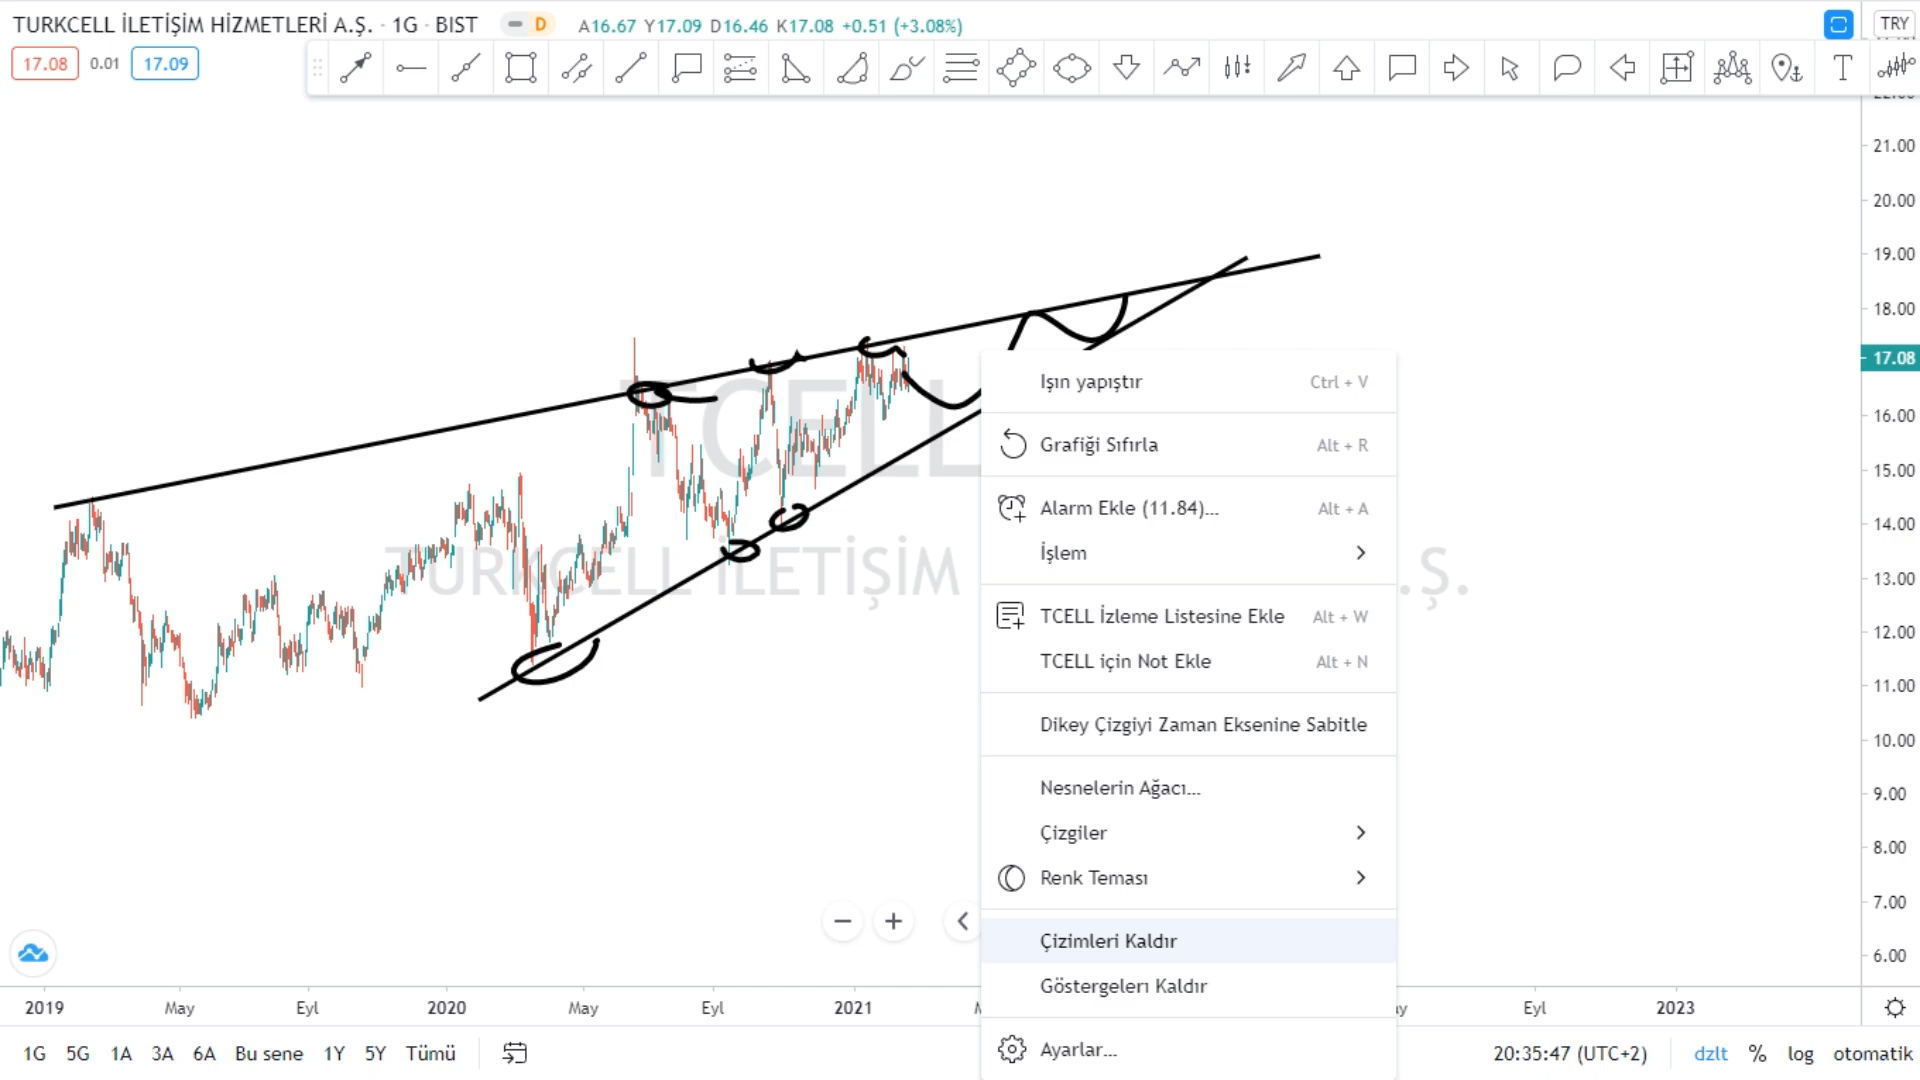 TURKCELL İLETİŞİM HİZMETLERİ A.Ş. · 1G · BIST D A16.67 Y17.09 D16.46 K17.08 +0.51 (+3.08%) TRY
17.08 0.01 17.09
T
21.00
20.00
19.00
18.00
17.08
16.00
15.00
14.00
13.00
12.00
11.00
10.00
9.00
8.00
7.00
6.00
TCELL
TURKCELL İLETİŞİM .Ş.
Işın yapıştır Ctrl + V
Grafiği Sıfırla Alt + R
Alarm Ekle (11.84)... Alt + A
İşlem
TCELL İzleme Listesine Ekle Alt + W
TCELL için Not Ekle Alt + N
Dikey Çizgiyi Zaman Eksenine Sabitle
Nesnelerin Ağacı...
Çizgiler
Renk Teması
Çizimleri Kaldır
Göstergeleri Kaldır
Ayarlar...
2019 May Eyl 2020 May Eyl 2021 Eyl 2023
1G 5G 1A 3A 6A Bu sene 1Y 5Y Tümü 20:35:47 (UTC+2) dzlt % log otomatik